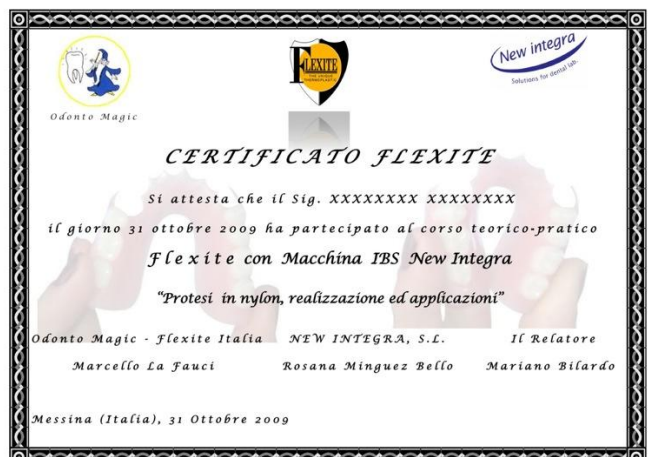 Odonto Magic
FLEXITE
THE UNIQUE
THERMOPLASTIC
New integra
Solutions for dental lab.
CERTIFICATO FLEXITE
Si attesta che il Sig. XXXXXXXX XXXXXXXX
il giorno 31 ottobre 2009 ha partecipato al corso teorico-pratico
Flexite con Macchina IBS New Integra
“Protesi in nylon, realizzazione ed applicazioni”
Odonto Magic - Flexite Italia NEW INTEGRA, S.L. Il Relatore
Marcello La Fauci Rosana Minguez Bello Mariano Bilardo
Messina (Italia), 31 Ottobre 2009